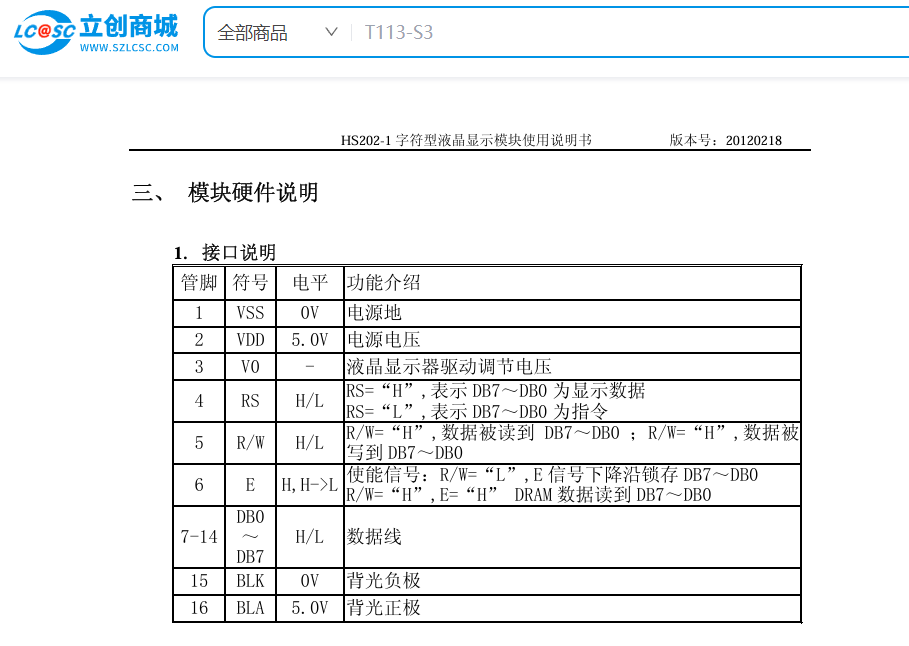 LC@SC 立创商城
WWW.SZLCSC.COM
全部商品 T113-S3
HS202-1 字符型液晶显示模块使用说明书 版本号：20120218
三、 模块硬件说明
1. 接口说明
管脚 符号 电平 功能介绍
1 VSS 0V 电源地
2 VDD 5.0V 电源电压
3 V0 - 液晶显示器驱动调节电压
4 RS H/L RS=“H”,表示 DB7～DB0 为显示数据
RS=“L”,表示 DB7～DB0 为指令
5 R/W H/L R/W=“H”,数据被读到 DB7～DB0 ；R/W=“H”,数据被
写到 DB7～DB0
6 E H,H->L 使能信号：R/W=“L”,E 信号下降沿锁存 DB7～DB0
R/W=“H”,E=“H” DRAM 数据读到 DB7～DB0
7-14 DB0
～
DB7 H/L 数据线
15 BLK 0V 背光负极
16 BLA 5.0V 背光正极